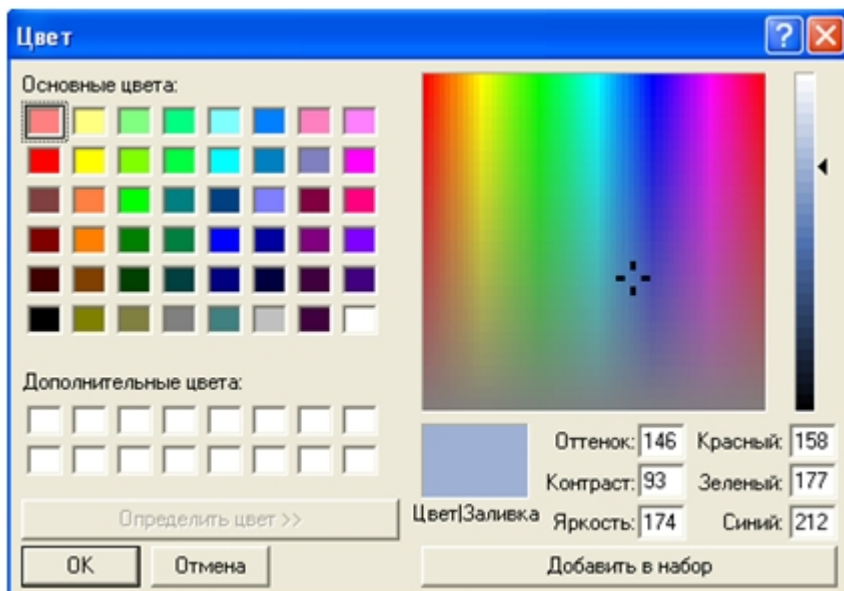 Цвет
Основные цвета:
Дополнительные цвета:
Определить цвет >>
OK
Отмена
Цвет|Заливка
Оттенок: 146 Красный: 158
Контраст: 93 Зеленый: 177
Яркость: 174 Синий: 212
Добавить в набор